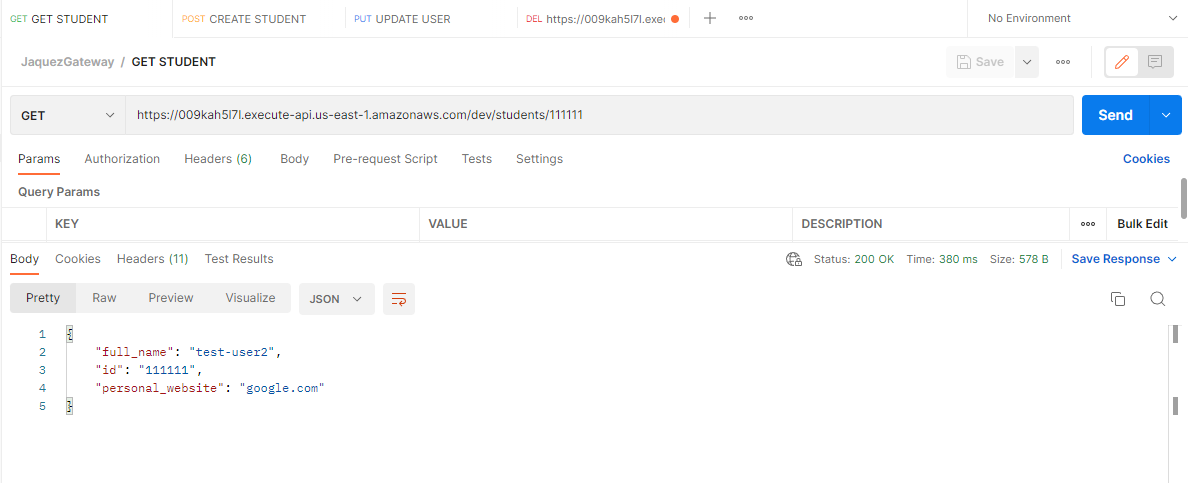 GET GET STUDENT POST CREATE STUDENT PUT UPDATE USER DEL https://009kah5l7l.exec No Environment
JaquezGateway / GET STUDENT Save
GET https://009kah5l7l.execute-api.us-east-1.amazonaws.com/dev/students/111111 Send
Params Authorization Headers (6) Body Pre-request Script Tests Settings Cookies
Query Params
KEY VALUE DESCRIPTION Bulk Edit
Body Cookies Headers (11) Test Results Status: 200 OK Time: 380 ms Size: 578 B Save Response
Pretty Raw Preview Visualize JSON
1 {
2 "full_name": "test-user2",
3 "id": "111111",
4 "personal_website": "google.com"
5 }